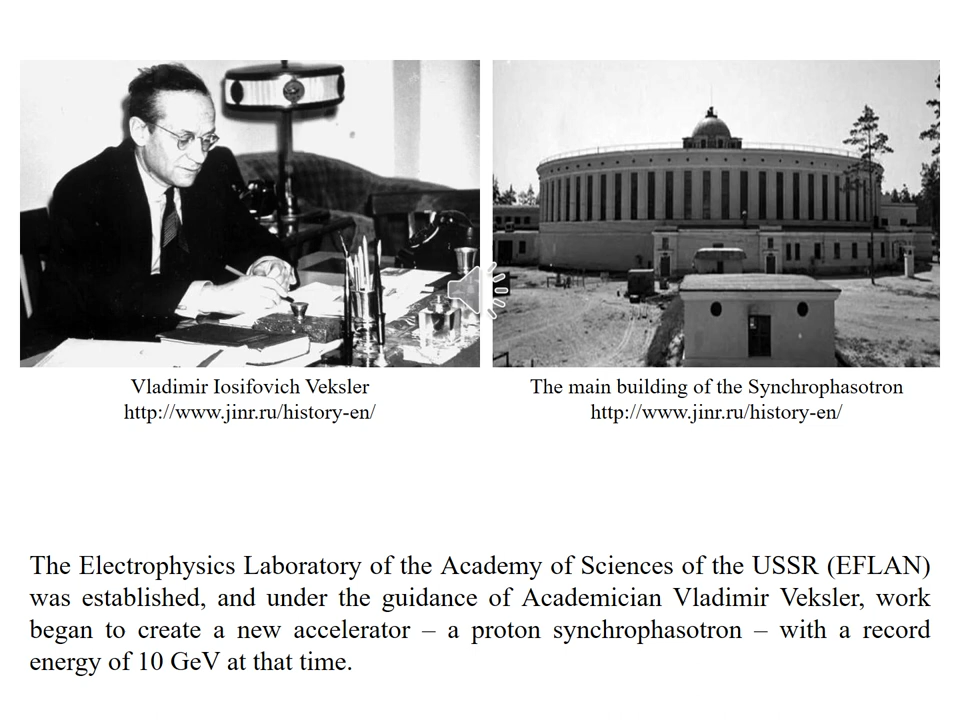 Vladimir Iosifovich Veksler
http://www.jinr.ru/history-en/
The main building of the Synchrophasotron
http://www.jinr.ru/history-en/
The Electrophysics Laboratory of the Academy of Sciences of the USSR (EFLAN)
was established, and under the guidance of Academician Vladimir Veksler, work
began to create a new accelerator – a proton synchrophasotron – with a record
energy of 10 GeV at that time.